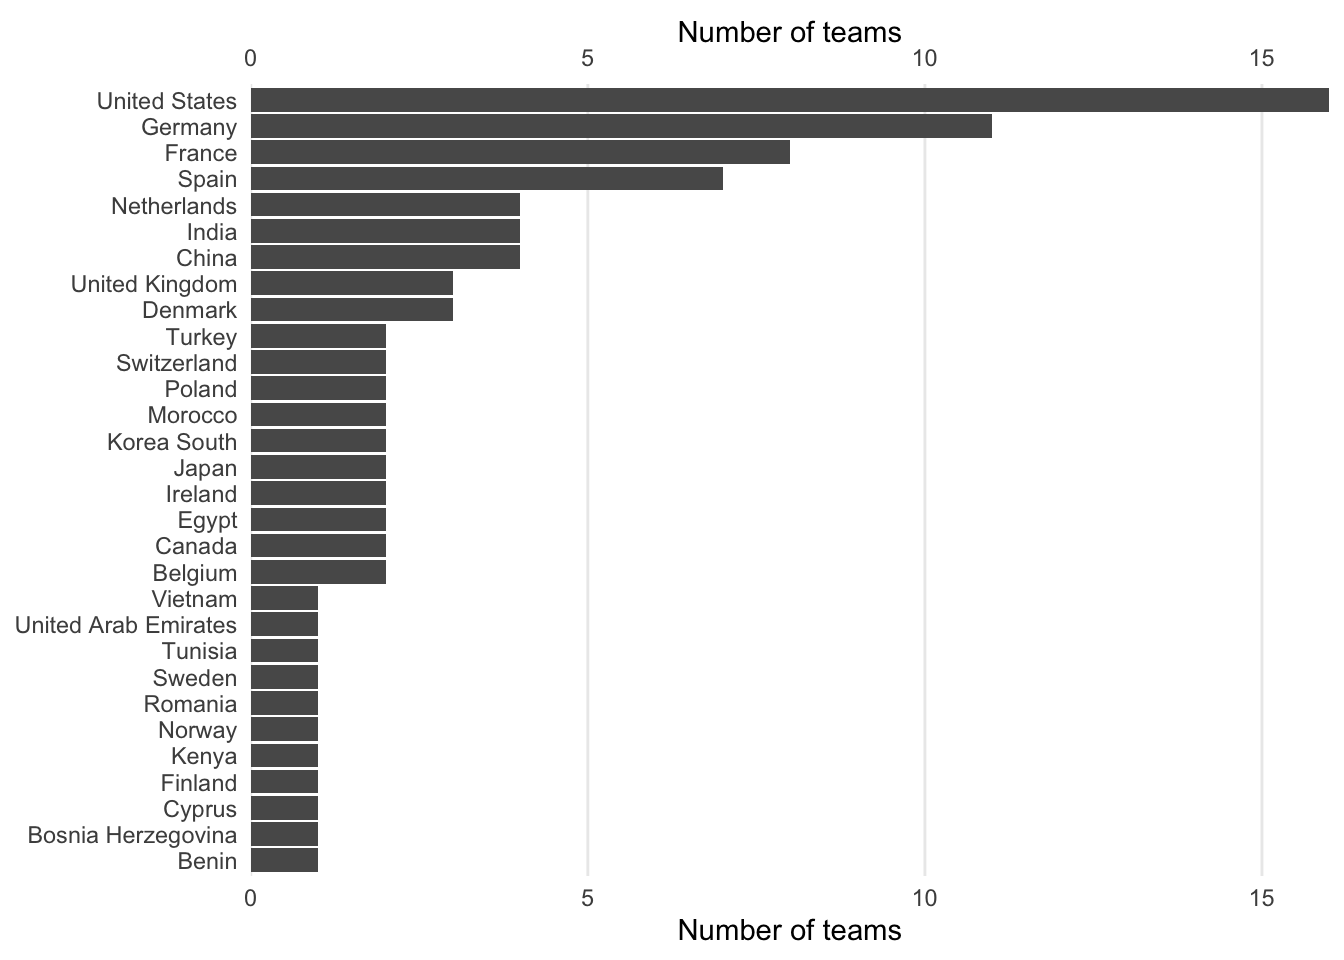 Number of teams
0 5 10 15
United States
Germany
France
Spain
Netherlands
India
China
United Kingdom
Denmark
Turkey
Switzerland
Poland
Morocco
Korea South
Japan
Ireland
Egypt
Canada
Belgium
Vietnam
United Arab Emirates
Tunisia
Sweden
Romania
Norway
Kenya
Finland
Cyprus
Bosnia Herzegovina
Benin
0 5 10 15
Number of teams